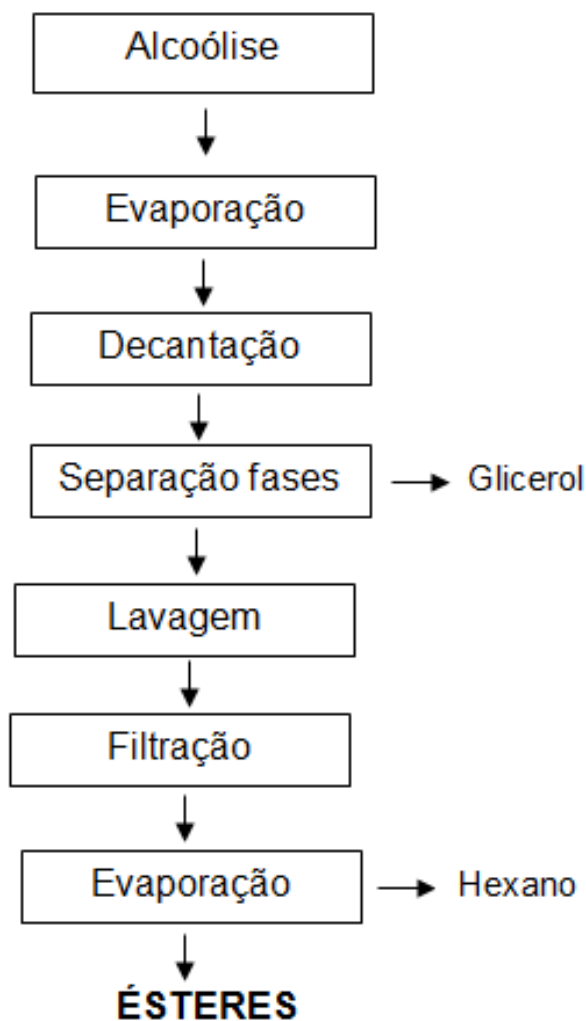 Alcoólise
Evaporação
Decantação
Separação fases
Glicerol
Lavagem
Filtração
Evaporação
Hexano
ÉSTERES